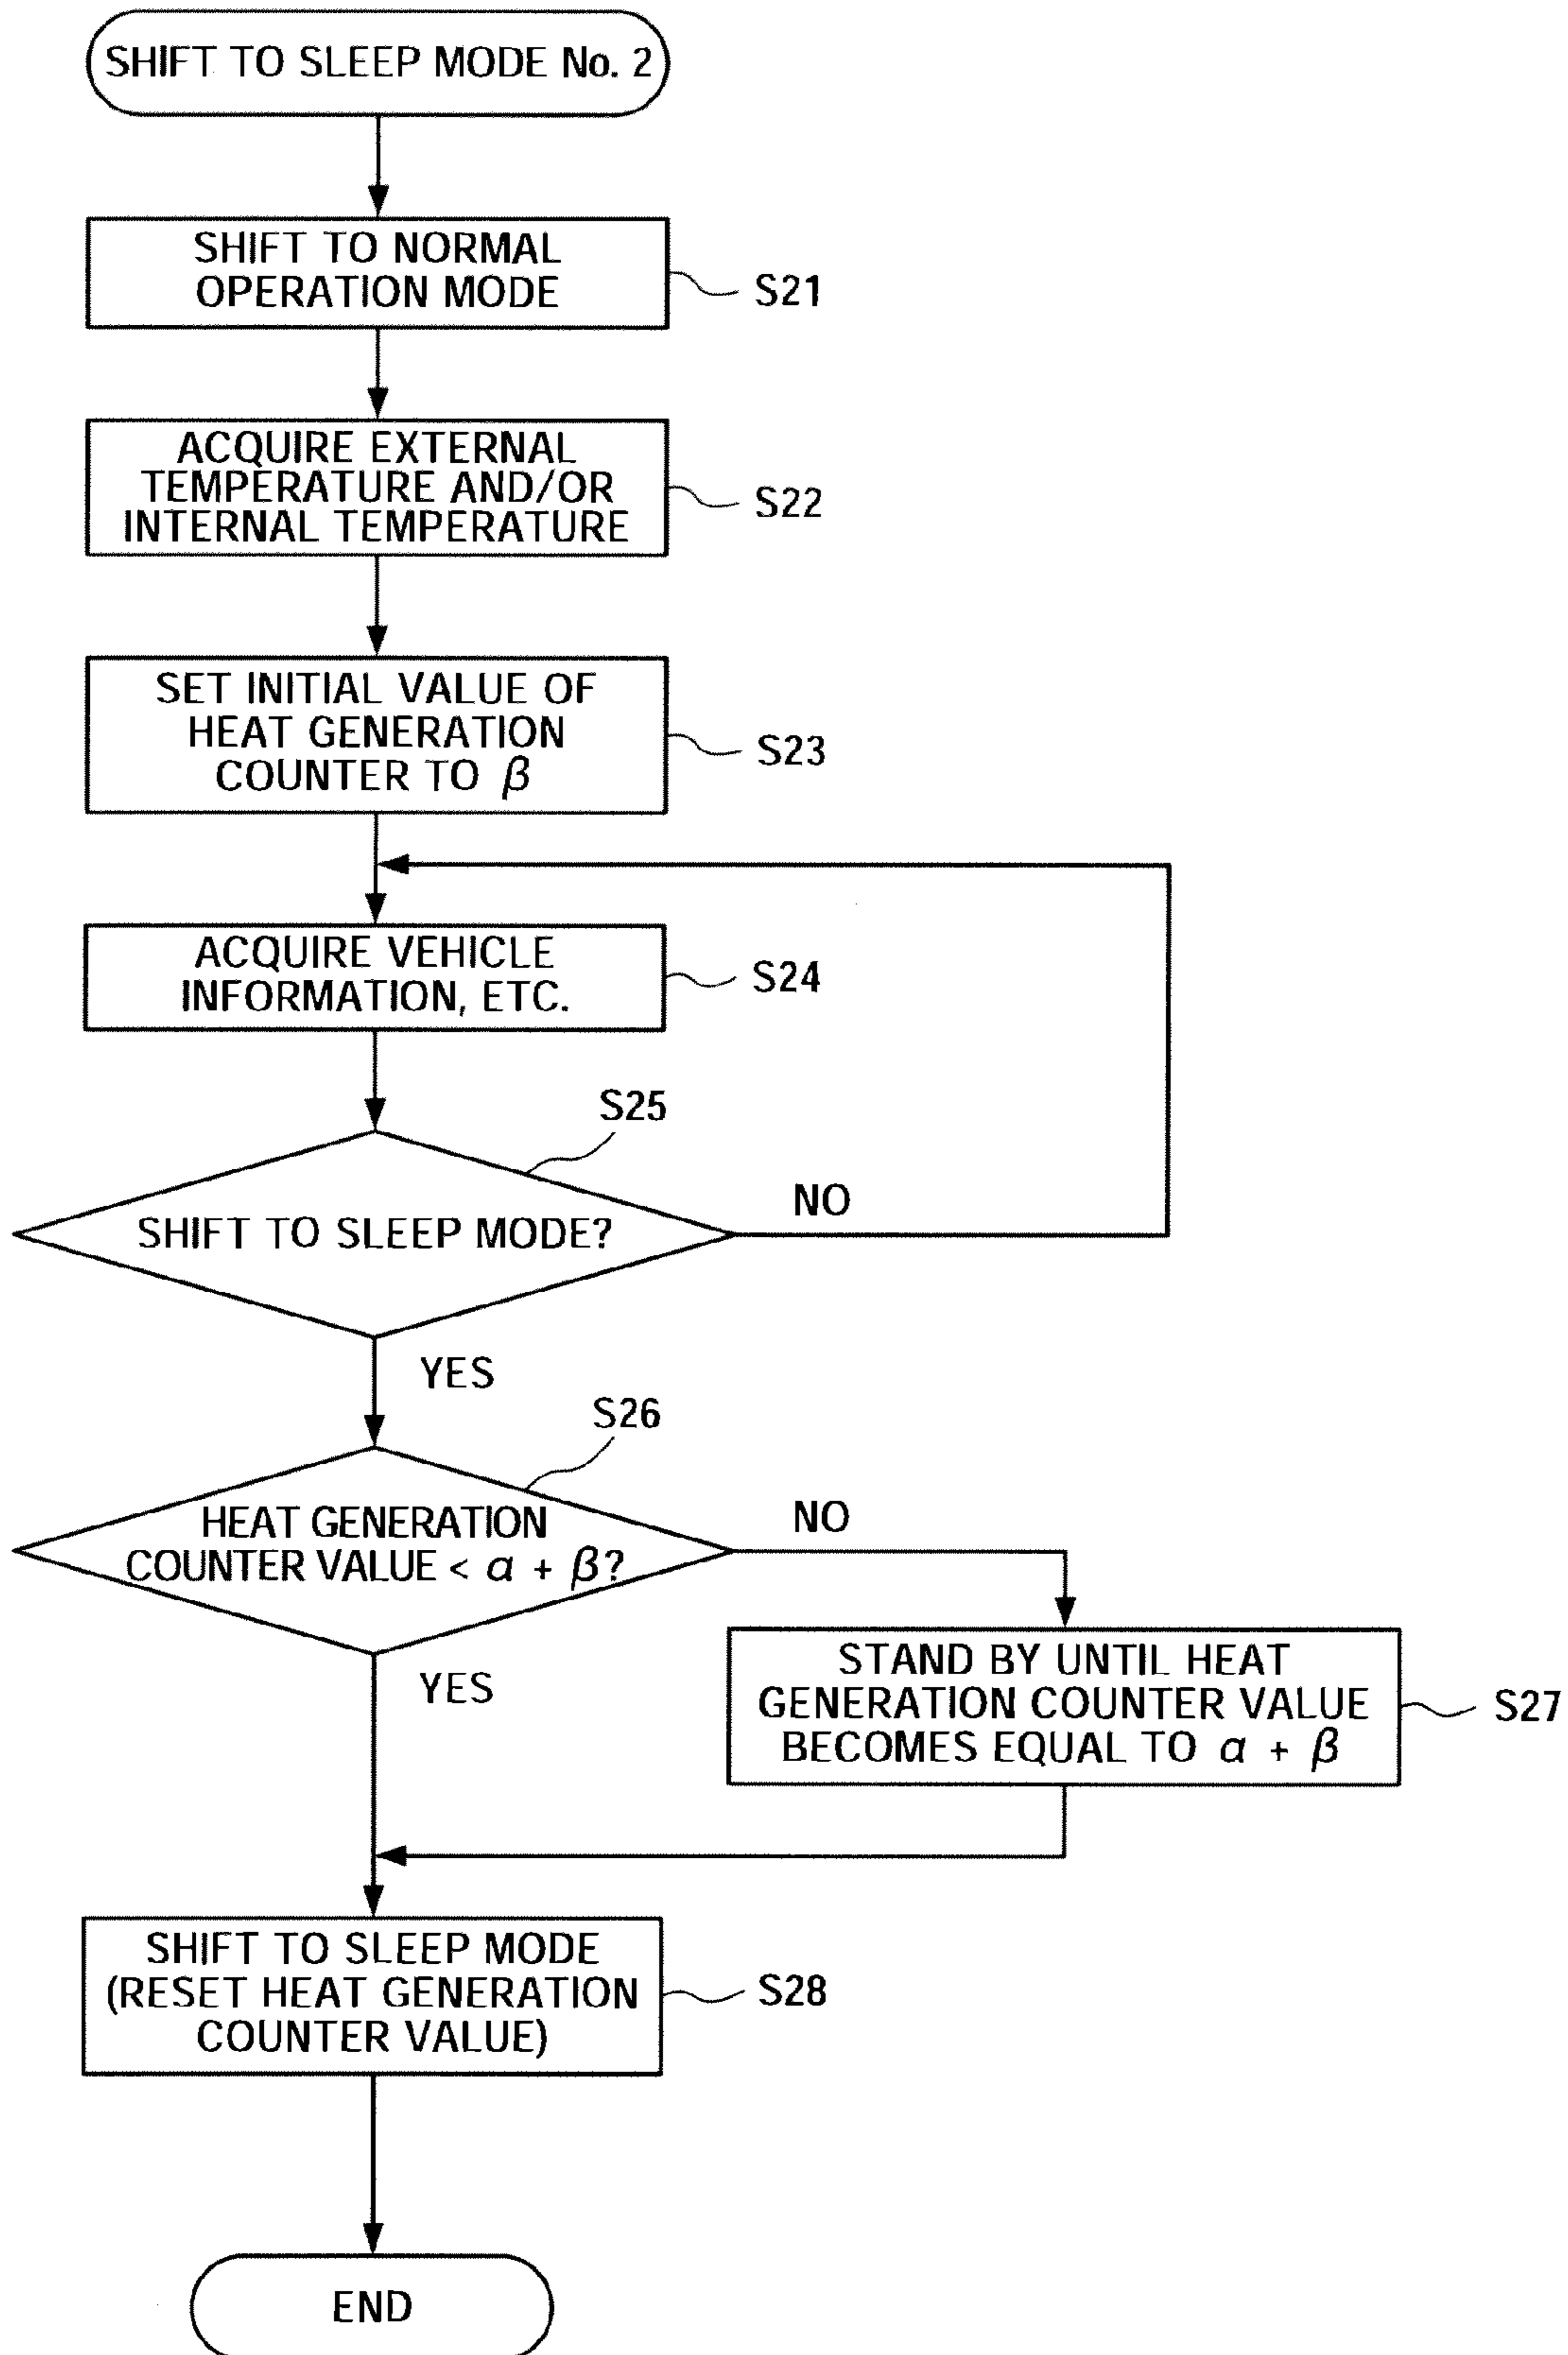 SHIFT TO SLEEP MODE No. 2
SHIFT TO NORMAL
OPERATION MODE
S21
ACQUIRE EXTERNAL
TEMPERATURE AND/OR
INTERNAL TEMPERATURE
S22
SET INITIAL VALUE OF
HEAT GENERATION
COUNTER TO β
S23
ACQUIRE VEHICLE
INFORMATION, ETC.
S24
S25
SHIFT TO SLEEP MODE?
NO
YES
S26
HEAT GENERATION
COUNTER VALUE < α + β?
NO
YES
STAND BY UNTIL HEAT
GENERATION COUNTER VALUE
BECOMES EQUAL TO α + β
S27
SHIFT TO SLEEP MODE
(RESET HEAT GENERATION
COUNTER VALUE)
S28
END